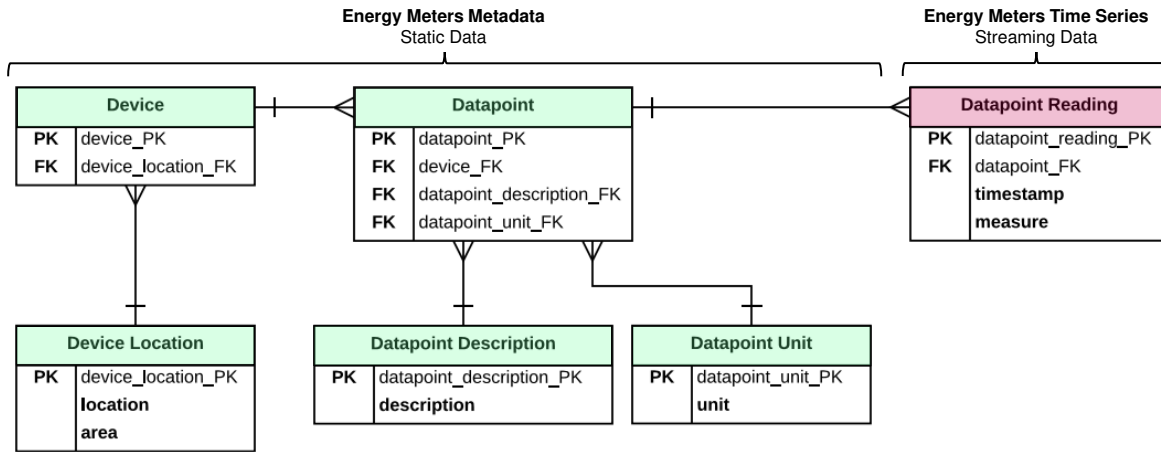 Energy Meters Metadata
Static Data
Energy Meters Time Series
Streaming Data
Device
PK device_PK
FK device_location_FK
Datapoint
PK datapoint_PK
FK device_FK
FK datapoint_description_FK
FK datapoint_unit_FK
Datapoint Reading
PK datapoint_reading_PK
FK datapoint_FK
timestamp
measure
Device Location
PK device_location_PK
location
area
Datapoint Description
PK datapoint_description_PK
description
Datapoint Unit
PK datapoint_unit_PK
unit